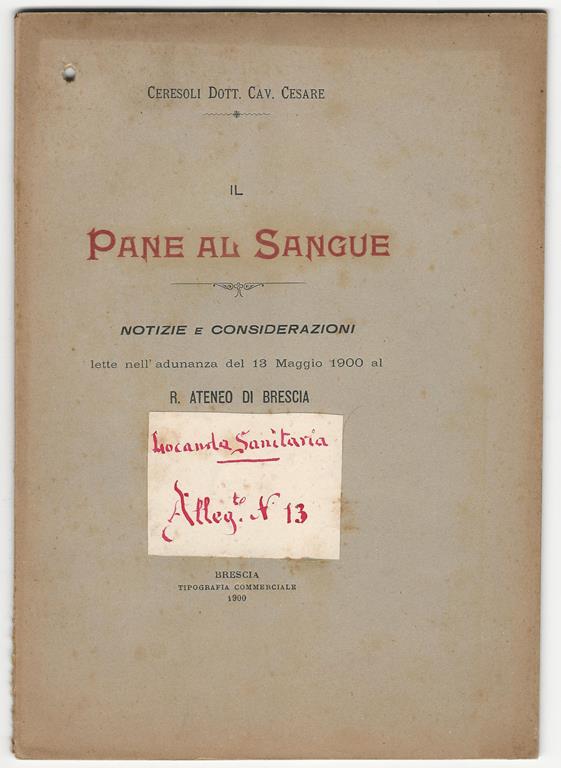 CERESOLI DOTT. CAV. CESARE
IL
PANE AL SANGUE
NOTIZIE E CONSIDERAZIONI
lette nell' adunanza del 13 Maggio 1900 al
R. ATENEO DI BRESCIA
Locanda Sanitaria
Alleg.to N 13
BRESCIA
TIPOGRAFIA COMMERCIALE
1900